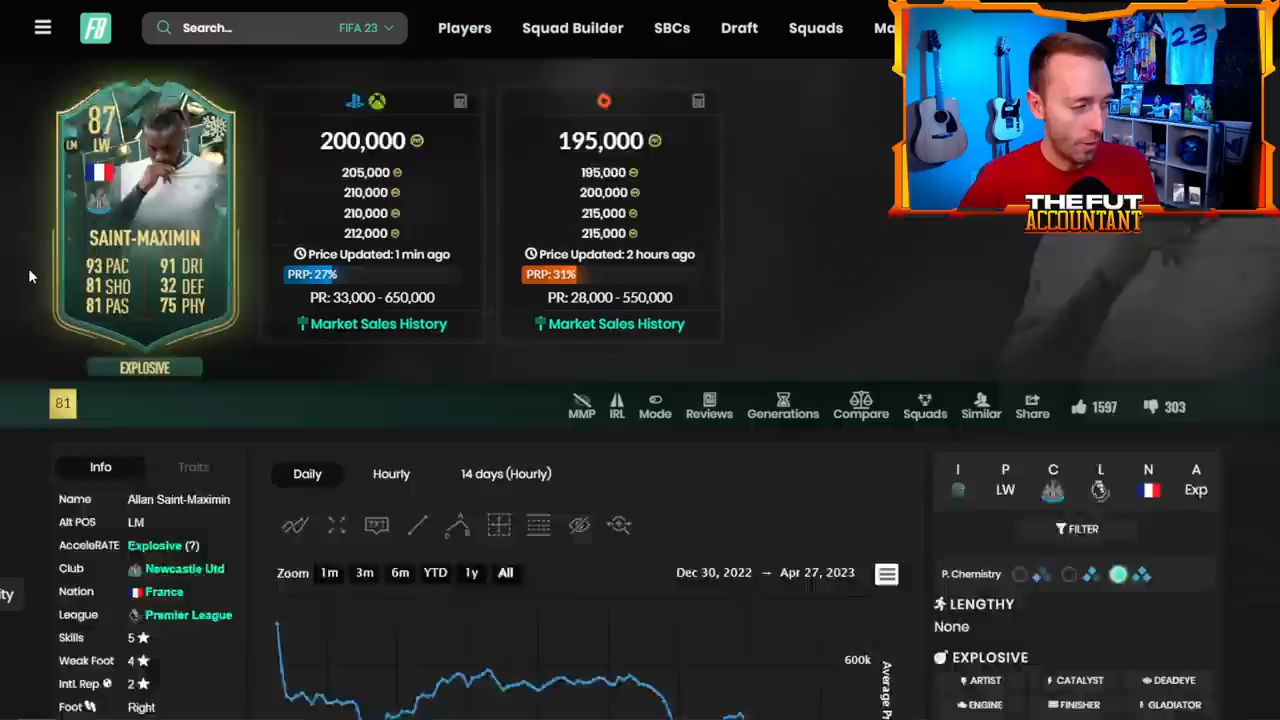 FB
Search...
FIFA 23
Players
Squad Builder
SBCs
Draft
Squads
Ma
23
THE FUT
ACCOUNTANT
87
LW
LM
SAINT-MAXIMIN
93 PAC
91 DRI
81 SHO
32 DEF
81 PAS
75 PHY
EXPLOSIVE
200,000
205,000
210,000
210,000
212,000
Price Updated: 1 min ago
PRP: 27%
PR: 33,000 - 650,000
Market Sales History
195,000
195,000
200,000
215,000
215,000
Price Updated: 2 hours ago
PRP: 31%
PR: 28,000 - 550,000
Market Sales History
81
MMP
IRL
Mode
Reviews
Generations
Compare
Squads
Similar
Share
1597
303
Info
Traits
Name Allan Saint-Maximin
Alt POS LM
AcceleRATE Explosive (?)
Club Newcastle Utd
Nation France
League Premier League
Skills 5
Weak Foot 4
Intl. Rep 2
Foot Right
ity
Daily
Hourly
14 days (Hourly)
TXT
Zoom 1m 3m 6m YTD 1y All
Dec 30, 2022 → Apr 27, 2023
600k
Average Pr
I P C L N A
LW Exp
FILTER
P. Chemistry
LENGTHY
None
EXPLOSIVE
ARTIST
CATALYST
DEADEYE
ENGINE
FINISHER
GLADIATOR